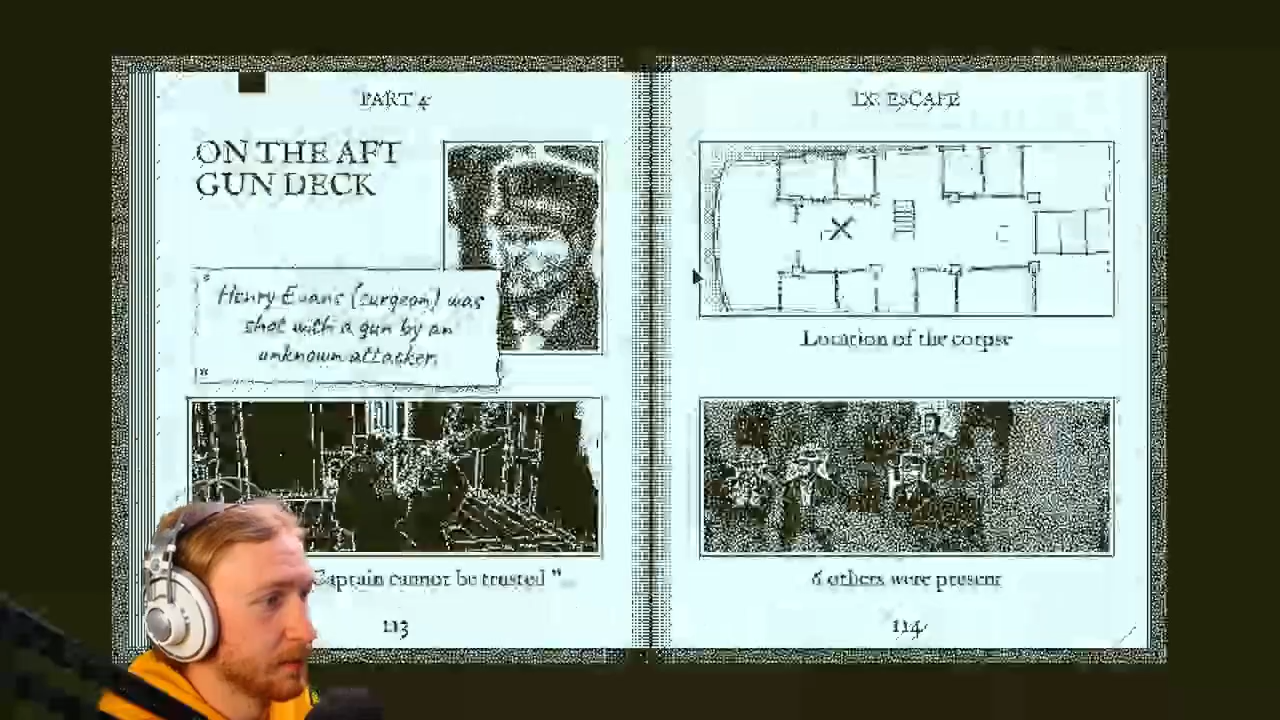 PART 4
ON THE AFT
GUN DECK
Henry Evans (surgeon) was
shot with a gun by an
unknown attacker.
Captain cannot be trusted "
113
IX: ESCAPE
Location of the corpse
6 others were present
114